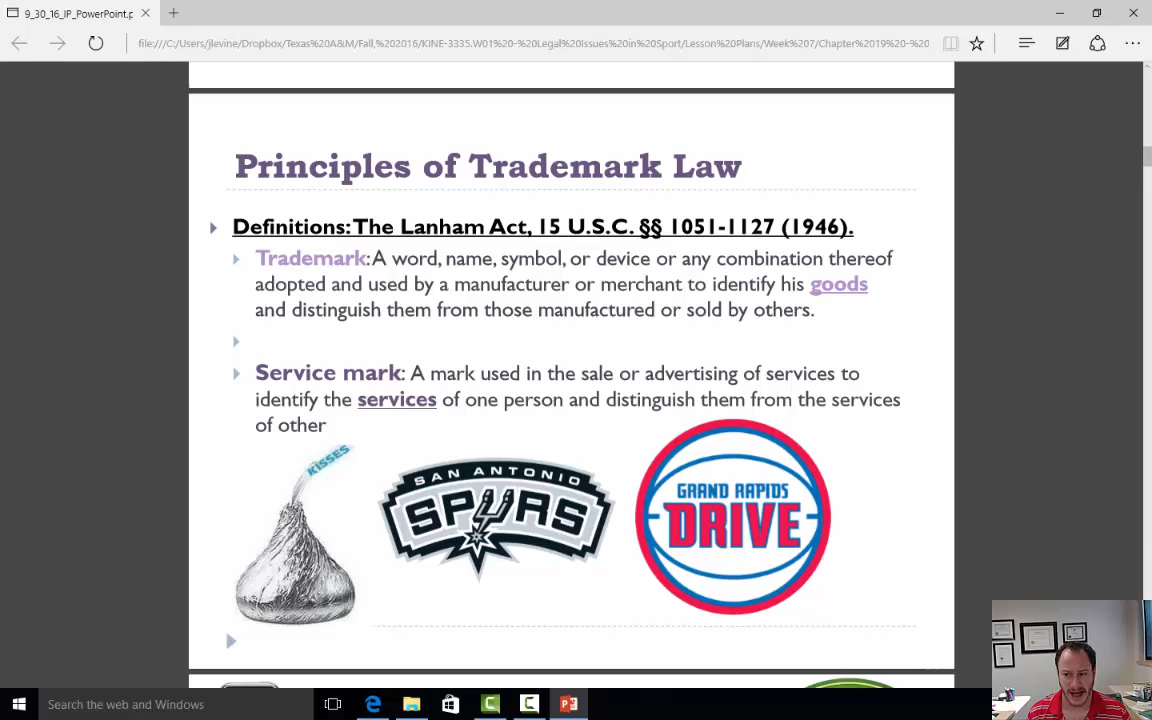 9_30_16_IP_PowerPoint.p
file:///C:/Users/jlevine/Dropbox/Texas%20A&M/Fall,%202016/KINE-3335.W01%20-%20Legal%20Issues%20in%20Sport/Lesson%20Plans/Week%207/Chapter%2019%20-%20
Principles of Trademark Law
Definitions: The Lanham Act, 15 U.S.C. §§ 1051-1127 (1946).
Trademark: A word, name, symbol, or device or any combination thereof
adopted and used by a manufacturer or merchant to identify his goods
and distinguish them from those manufactured or sold by others.
Service mark: A mark used in the sale or advertising of services to
identify the services of one person and distinguish them from the services
of other
KISSES
SAN ANTONIO
SPURS
GRAND RAPIDS
DRIVE
Search the web and Windows